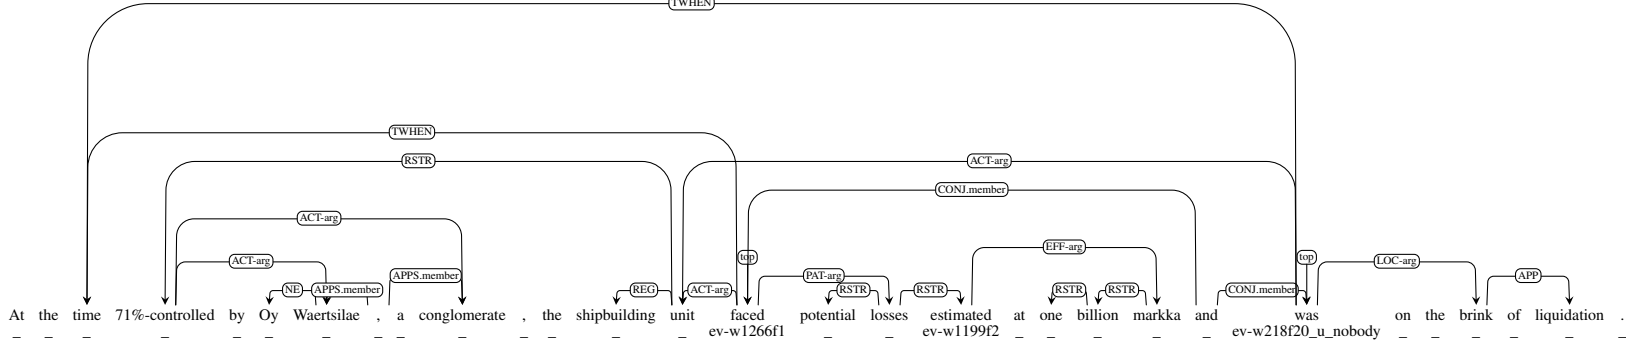 TWHEN
TWHEN
RSTR ACT-arg
CONJ.member
ACT-arg
EFF-arg
top top
ACT-arg LOC-arg
APPS.member PAT-arg APP
NE APPS.member REG ACT-arg RSTR RSTR RSTR RSTR CONJ.member
At the time 71%-controlled by Oy Waertsilae , a conglomerate , the shipbuilding unit faced potential losses estimated at one billion markka and was on the brink of liquidation .
_ _ _ _ _ _ _ _ _ _ _ _ _ _ ev-w1266f1 _ _ ev-w1199f2 _ _ _ _ _ ev-w218f20_u_nobody _ _ _ _ _ _